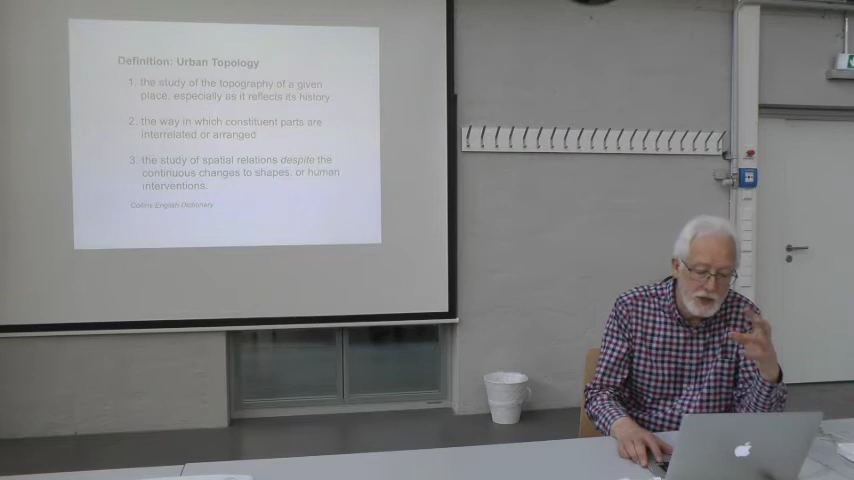 Definition: Urban Topology
1. the study of the topography of a given
place, especially as it reflects its history
2. the way in which constituent parts are
interrelated or arranged
3. the study of spatial relations despite the
continuous changes to shapes, or human
interventions.
Collins English Dictionary